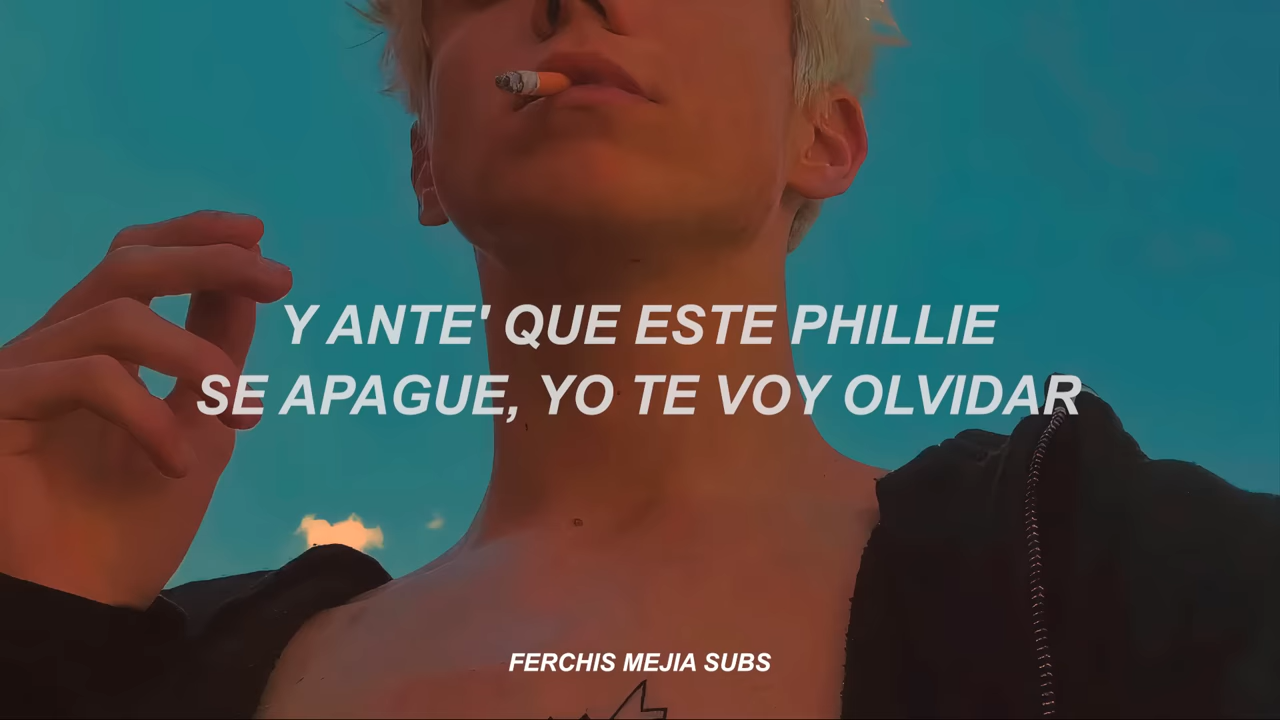 Y ANTE' QUE ESTE PHILLIE
SE APAGUE, YO TE VOY OLVIDAR
FERCHIS MEJIA SUBS